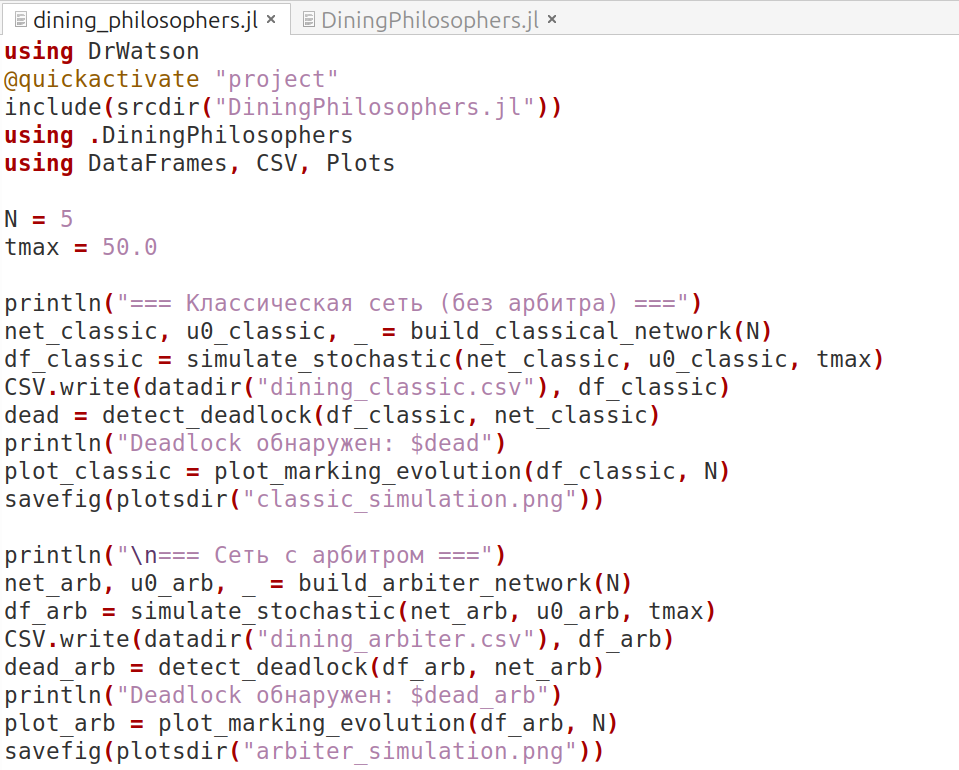 dining_philosophers.jl × DiningPhilosophers.jl ×
using DrWatson
@quickactivate "project"
include(srcdir("DiningPhilosophers.jl"))
using .DiningPhilosophers
using DataFrames, CSV, Plots
N = 5
tmax = 50.0
println("=== Классическая сеть (без арбитра) ===")
net_classic, u0_classic, _ = build_classical_network(N)
df_classic = simulate_stochastic(net_classic, u0_classic, tmax)
CSV.write(datadir("dining_classic.csv"), df_classic)
dead = detect_deadlock(df_classic, net_classic)
println("Deadlock обнаружен: $dead")
plot_classic = plot_marking_evolution(df_classic, N)
savefig(plotsdir("classic_simulation.png"))
println("\n=== Сеть с арбитром ===")
net_arb, u0_arb, _ = build_arbiter_network(N)
df_arb = simulate_stochastic(net_arb, u0_arb, tmax)
CSV.write(datadir("dining_arbiter.csv"), df_arb)
dead_arb = detect_deadlock(df_arb, net_arb)
println("Deadlock обнаружен: $dead_arb")
plot_arb = plot_marking_evolution(df_arb, N)
savefig(plotsdir("arbiter_simulation.png"))